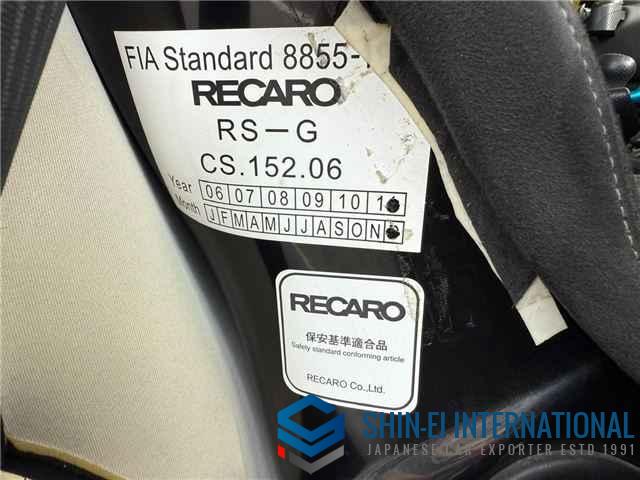 FIA Standard 8855-
RECARO
RS-G
CS.152.06
Year 06 07 08 09 10 1
Month J F M A M J J A S O N
RECARO
保安基準適合品
Safety standard conforming article
RECARO Co.,Ltd.
SHIN-EI INTERNATIONAL
JAPANESE CAR EXPORTER ESTD 1991